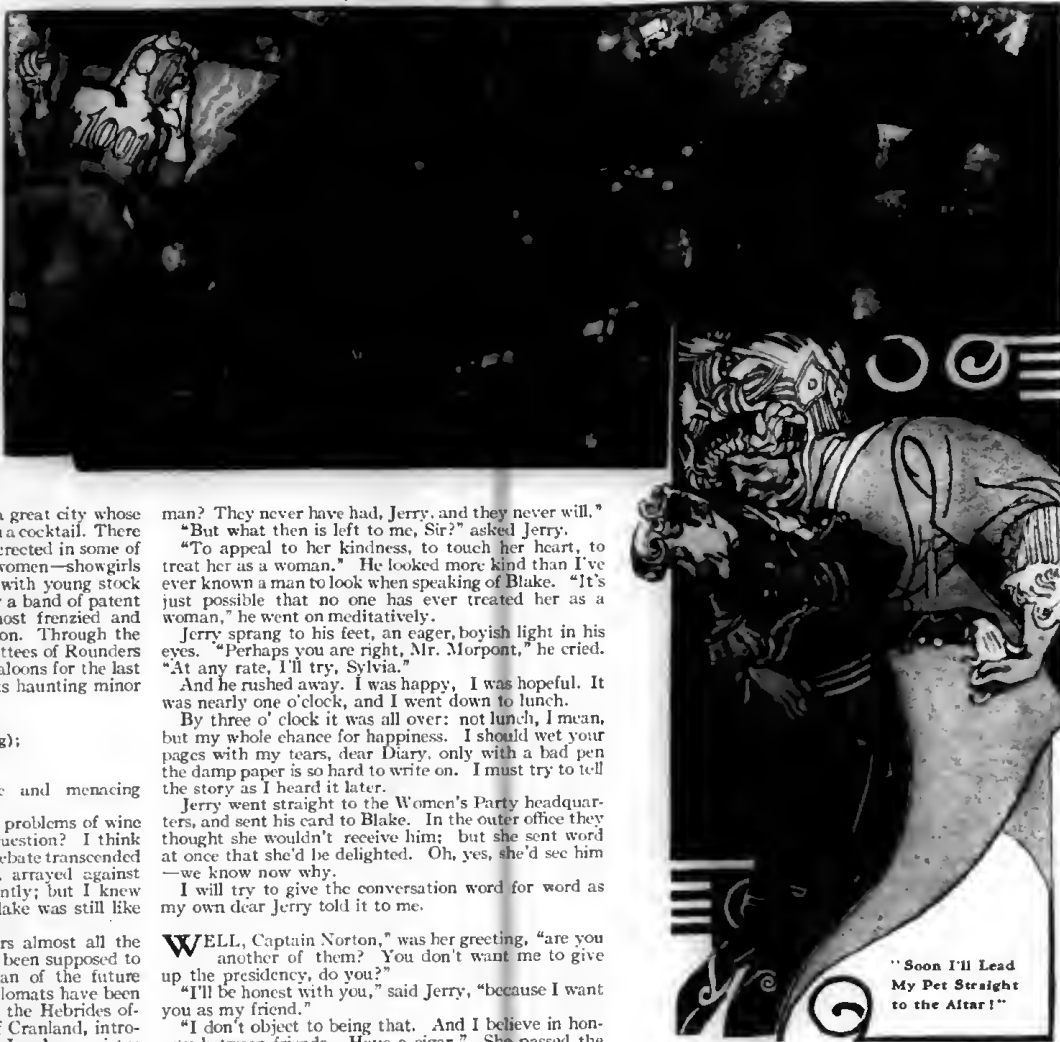 1001
a great city whose
a cocktail. There
erected in some of
women—showgirls
with young stock
a band of patent
most frenzied and
on. Through the
ttees of Rounders
aloons for the last
s haunting minor
g);
and menacing
problems of wine
uestion? I think
ebate transcended
arrayed against
ntly; but I knew
lake was still like
rs almost all the
been supposed to
an of the future
lomats have been
the Hebrides of-
f Cranland, intro-
man? They never have had, Jerry, and they never will."
"But what then is left to me, Sir?" asked Jerry.
"To appeal to her kindness, to touch her heart, to
treat her as a woman." He looked more kind than I've
ever known a man to look when speaking of Blake. "It's
just possible that no one has ever treated her as a
woman," he went on meditatively.
Jerry sprang to his feet, an eager, boyish light in his
eyes. "Perhaps you are right, Mr. Morpont," he cried.
"At any rate, I'll try, Sylvia."
And he rushed away. I was happy, I was hopeful. It
was nearly one o'clock, and I went down to lunch.
By three o' clock it was all over: not lunch, I mean,
but my whole chance for happiness. I should wet your
pages with my tears, dear Diary, only with a bad pen
the damp paper is so hard to write on. I must try to tell
the story as I heard it later.
Jerry went straight to the Women's Party headquar-
ters, and sent his card to Blake. In the outer office they
thought she wouldn't receive him; but she sent word
at once that she'd be delighted. Oh, yes, she'd see him
—we know now why.
I will try to give the conversation word for word as
my own dear Jerry told it to me.
WELL, Captain Norton," was her greeting, "are you
another of them? You don't want me to give
up the presidency, do you?"
"I'll be honest with you," said Jerry, "because I want
you as my friend."
"I don't object to being that. And I believe in hon-
between friends. Have a cigar." She passed the
"Soon I'll Lead
My Pet Straight
to the Altar!"